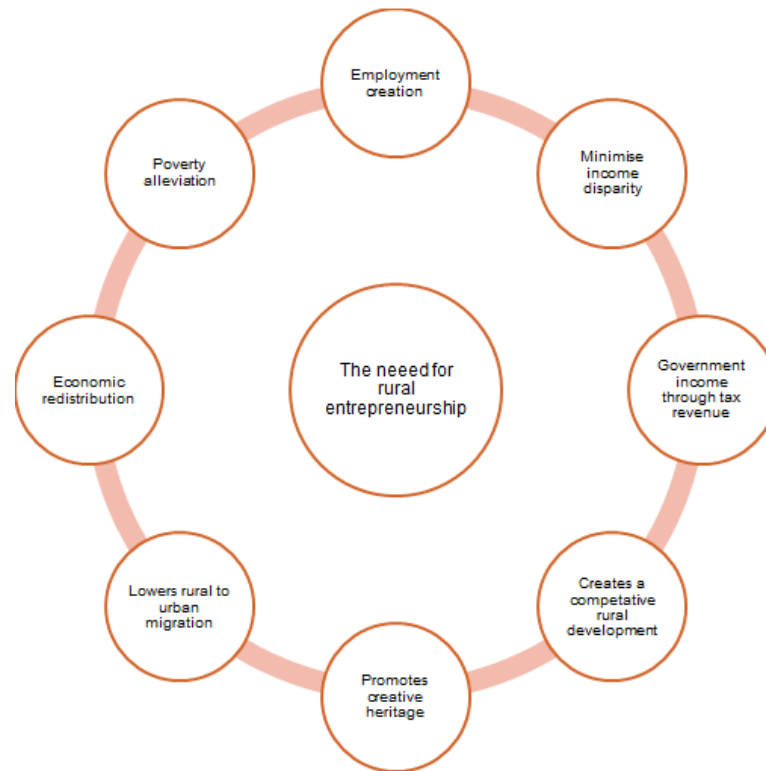 Employment
creation
Minimise
income
disparity
Government
income
through tax
revenue
Creates a
competative
rural
development
Promotes
creative
heritage
Lowers rural to
urban
migration
Economic
redistribution
Poverty
alleviation
The neeed for
rural
entrepreneurship